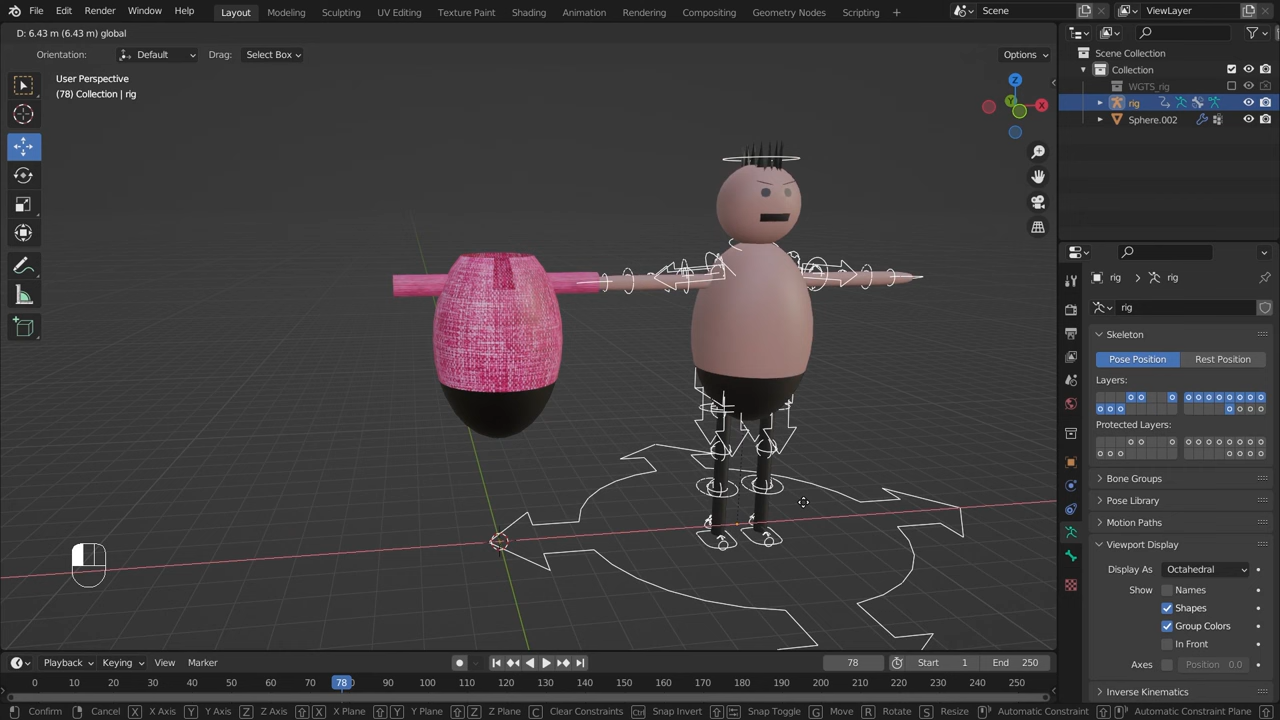 File Edit Render Window Help Layout Modeling Sculpting UV Editing Texture Paint Shading Animation Rendering Compositing Geometry Nodes Scripting + Scene ViewLayer
D: 6.43 m (6.43 m) global
Orientation: Default Drag: Select Box Options
Scene Collection
Collection
WGTS_rig
rig
Sphere.002
User Perspective
(78) Collection | rig
Z
Y
X
rig rig
rig
Skeleton
Pose Position Rest Position
Layers:
Protected Layers:
Bone Groups
Pose Library
Motion Paths
Viewport Display
Display As Octahedral
Show Names
Shapes
Group Colors
In Front
Axes Position 0.0
Inverse Kinematics
Playback Keying View Marker 78 Start 1 End 250
0 10 20 30 40 50 60 70 78 90 100 110 120 130 140 150 160 170 180 190 200 210 220 230 240 250
Confirm Cancel X X Axis Y Y Axis Z Z Axis X X Plane Y Y Plane Z Z Plane C Clear Constraints Ctrl Snap Invert Snap Toggle G Move R Rotate S Resize Automatic Constraint Automatic Constraint Plane